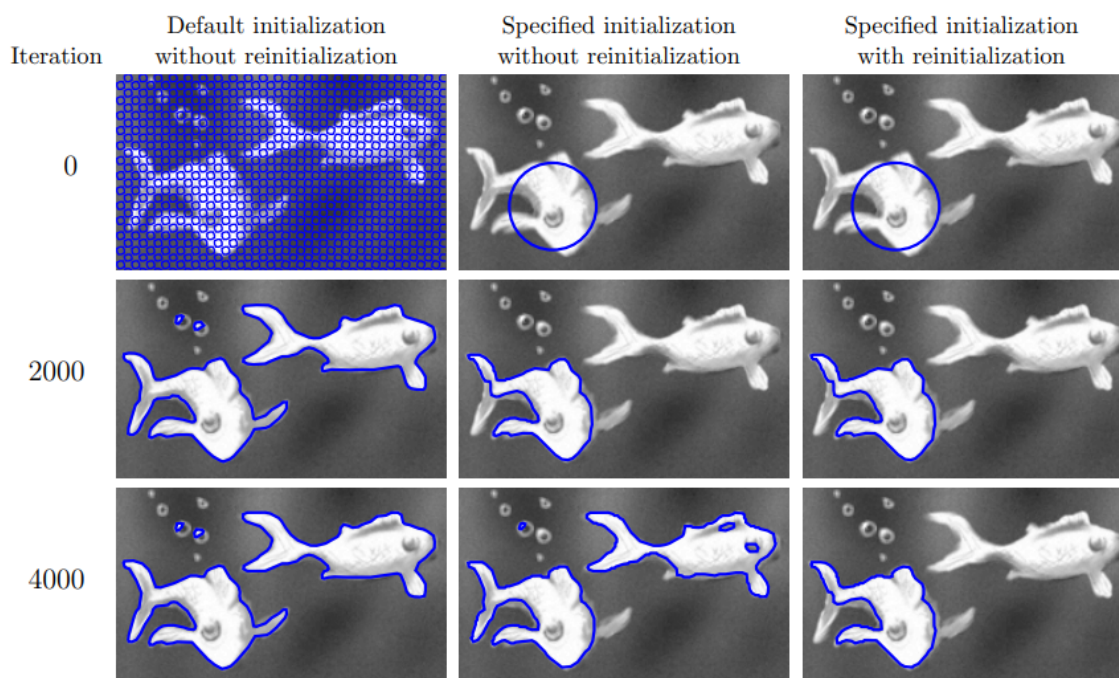 Default initialization
without reinitialization
Specified initialization
without reinitialization
Specified initialization
with reinitialization
Iteration
0
2000
4000